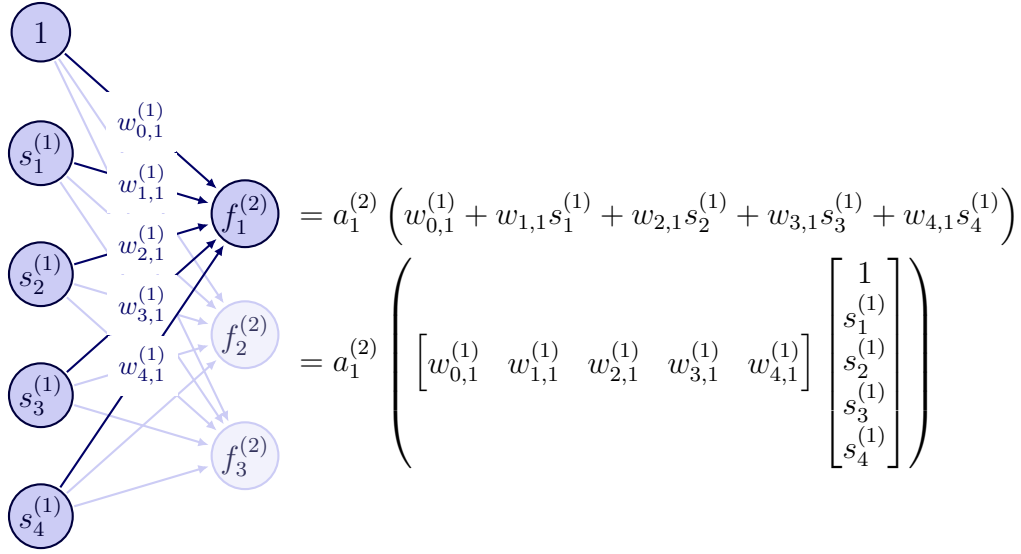 1
w_{0,1}^{(1)}
s_1^{(1)}
w_{1,1}^{(1)}
f_1^{(2)} = a_1^{(2)} ( w_{0,1}^{(1)} + w_{1,1} s_1^{(1)} + w_{2,1} s_2^{(1)} + w_{3,1} s_3^{(1)} + w_{4,1} s_4^{(1)} )
w_{2,1}^{(1)}
s_2^{(1)}
w_{3,1}^{(1)}
f_2^{(2)}
w_{4,1}^{(1)}
= a_1^{(2)} ( [ w_{0,1}^{(1)} w_{1,1}^{(1)} w_{2,1}^{(1)} w_{3,1}^{(1)} w_{4,1}^{(1)} ] [ 1 s_1^{(1)} s_2^{(1)} s_3^{(1)} s_4^{(1)} ] )
s_3^{(1)}
f_3^{(2)}
s_4^{(1)}